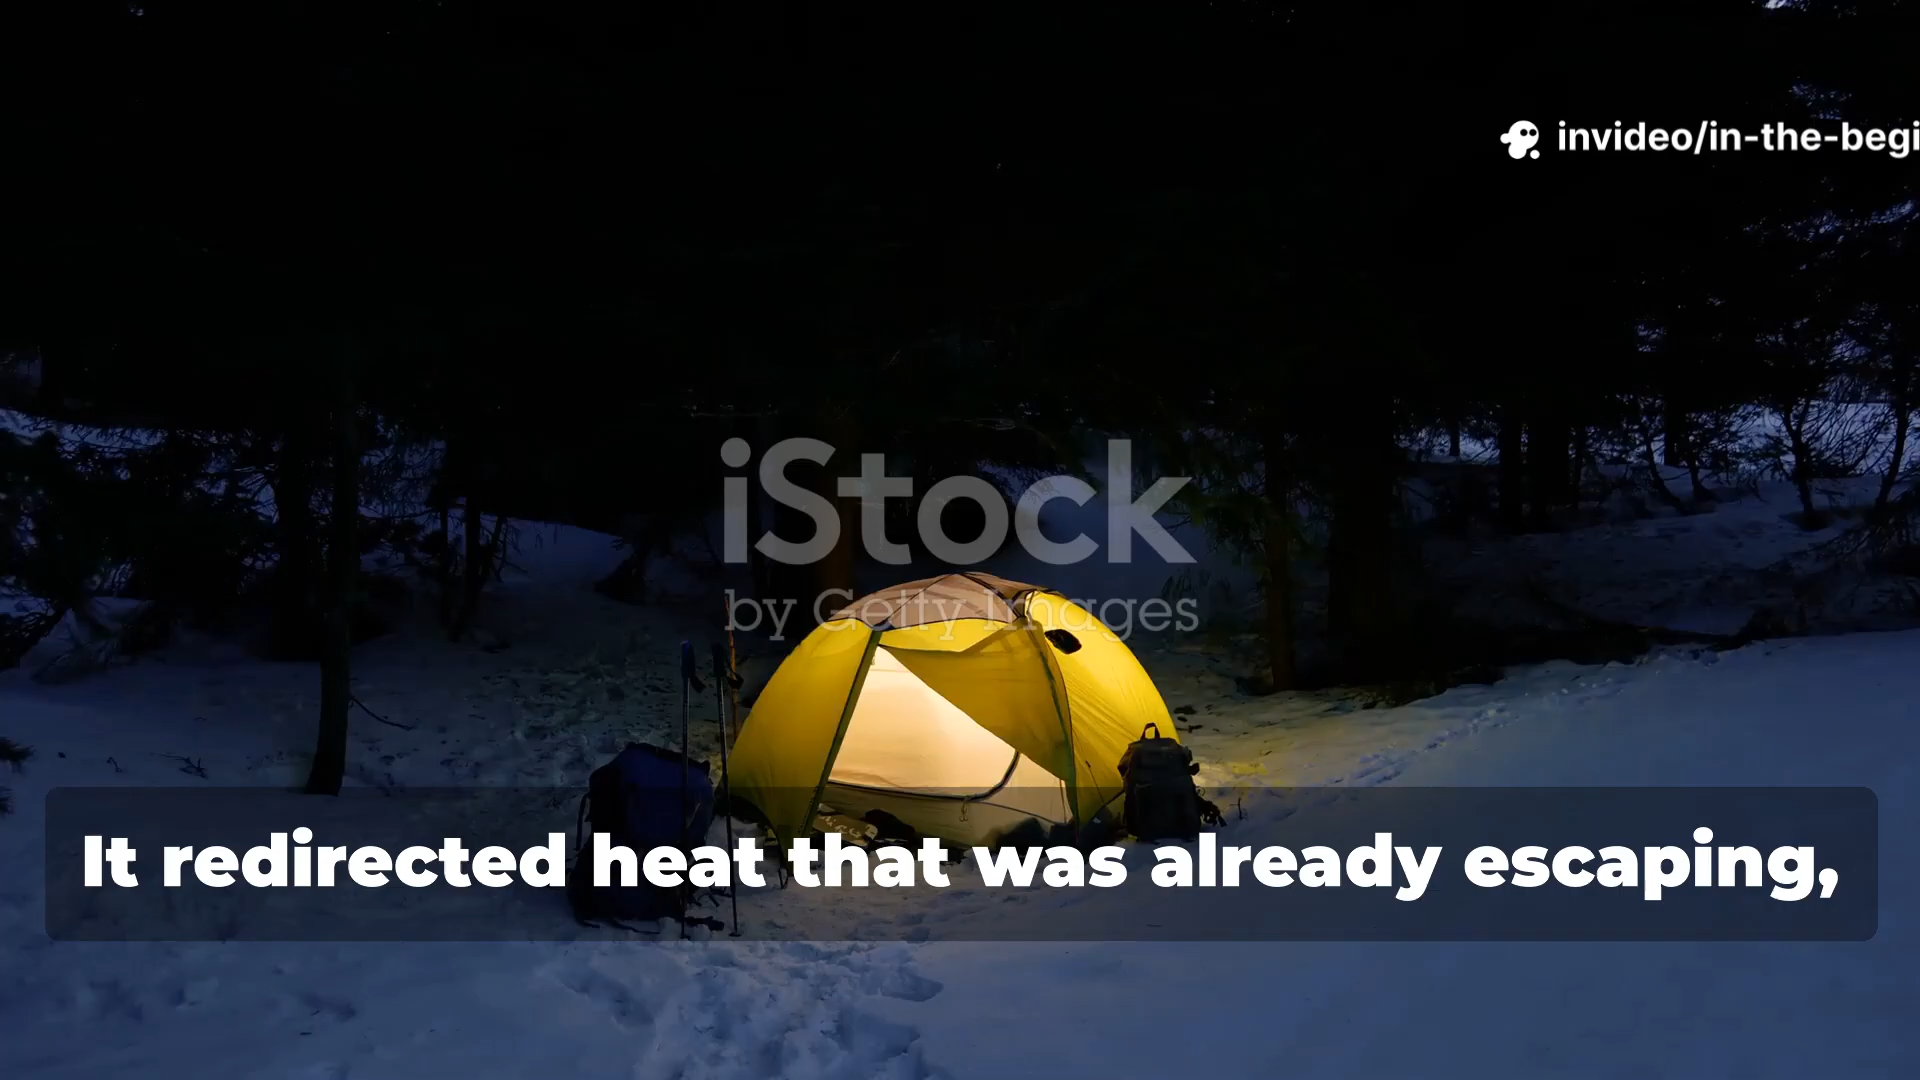 invideo/in-the-begi
iStock
by Getty Images
It redirected heat that was already escaping,